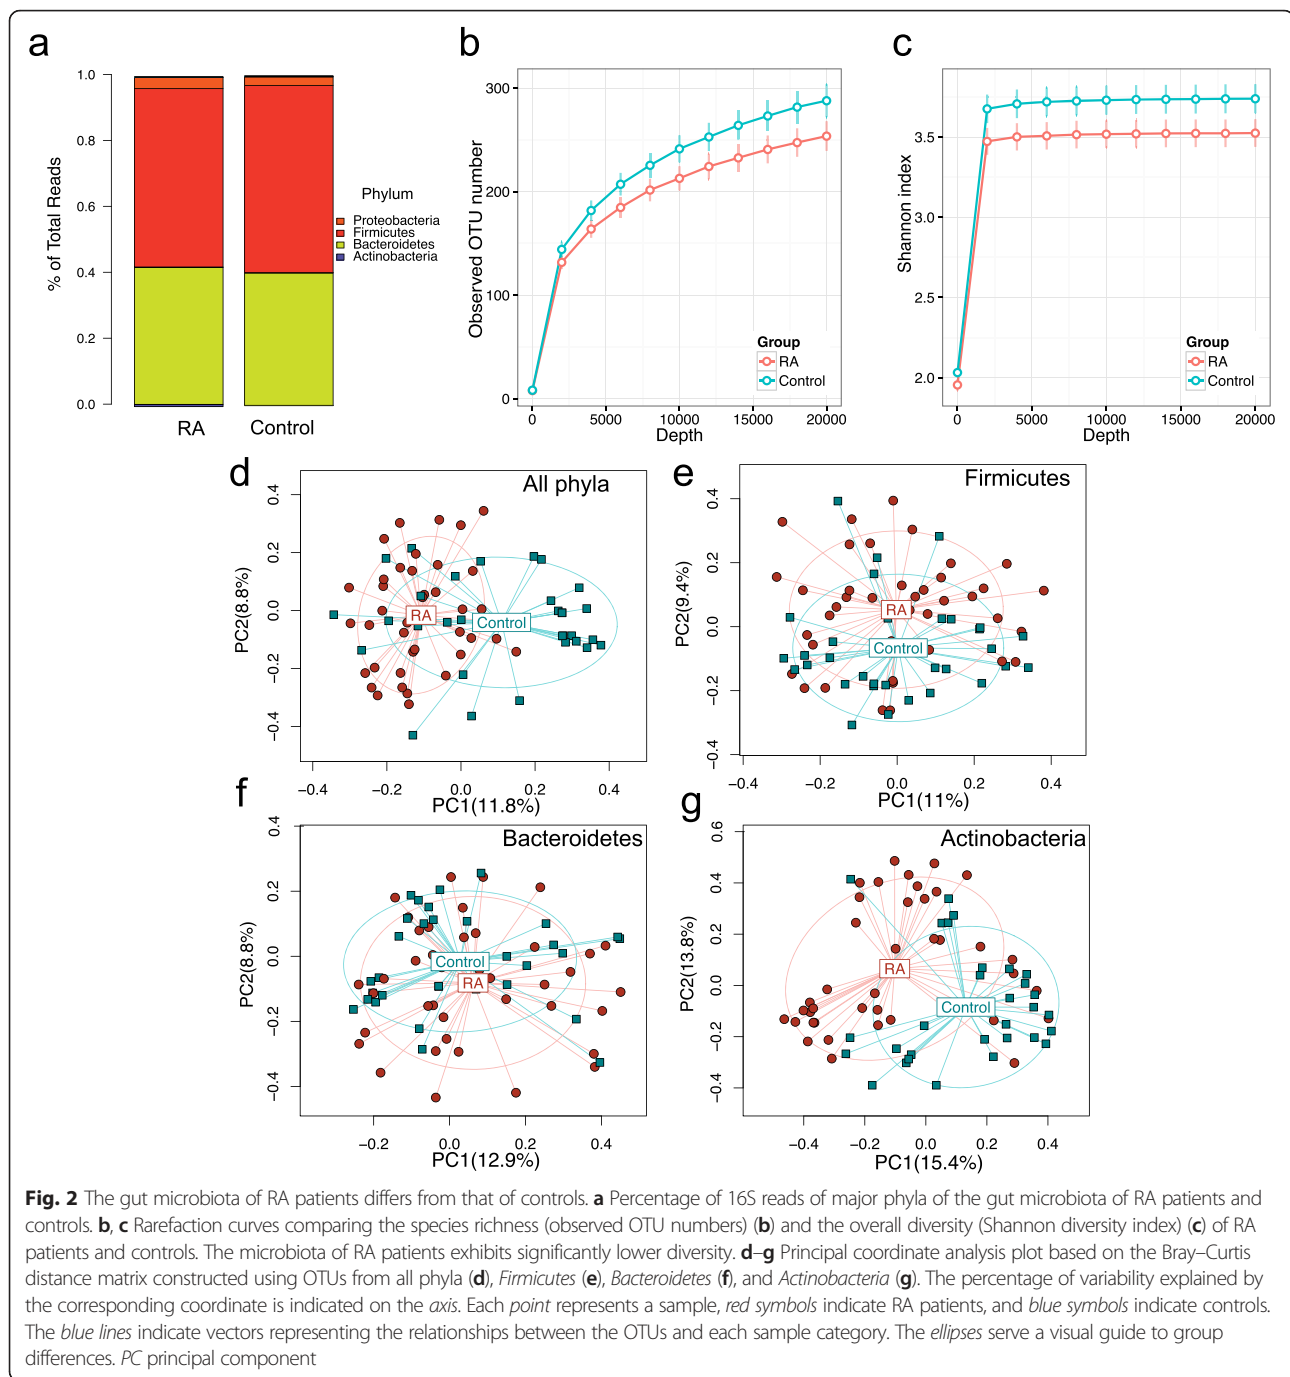 a
1.0
0.8
0.6
0.4
0.2
0.0
% of Total Reads
RA
Control
Phylum
Proteobacteria
Firmicutes
Bacteroidetes
Actinobacteria
b
300
200
100
0
Observed OTU number
0 5000 10000 15000 20000
Depth
Group
RA
Control
c
3.5
3.0
2.5
2.0
Shannon index
0 5000 10000 15000 20000
Depth
Group
RA
Control
d
All phyla
0.4
0.2
0.0
−0.2
−0.4
PC2(8.8%)
RA
Control
−0.4 −0.2 0.0 0.2 0.4
PC1(11.8%)
e
Firmicutes
0.4
0.2
0.0
−0.2
−0.4
PC2(9.4%)
RA
Control
−0.4 −0.2 0.0 0.2 0.4
PC1(11%)
f
Bacteroidetes
0.4
0.2
0.0
−0.2
−0.4
PC2(8.8%)
Control
RA
−0.2 0.0 0.2 0.4
PC1(12.9%)
g
Actinobacteria
0.6
0.4
0.2
0.0
−0.2
−0.4
PC2(13.8%)
RA
Control
−0.4 −0.2 0.0 0.2 0.4
PC1(15.4%)
Fig. 2 The gut microbiota of RA patients differs from that of controls. a Percentage of 16S reads of major phyla of the gut microbiota of RA patients and
controls. b, c Rarefaction curves comparing the species richness (observed OTU numbers) (b) and the overall diversity (Shannon diversity index) (c) of RA
patients and controls. The microbiota of RA patients exhibits significantly lower diversity. d–g Principal coordinate analysis plot based on the Bray–Curtis
distance matrix constructed using OTUs from all phyla (d), Firmicutes (e), Bacteroidetes (f), and Actinobacteria (g). The percentage of variability explained by
the corresponding coordinate is indicated on the axis. Each point represents a sample, red symbols indicate RA patients, and blue symbols indicate controls.
The blue lines indicate vectors representing the relationships between the OTUs and each sample category. The ellipses serve a visual guide to group
differences. PC principal component